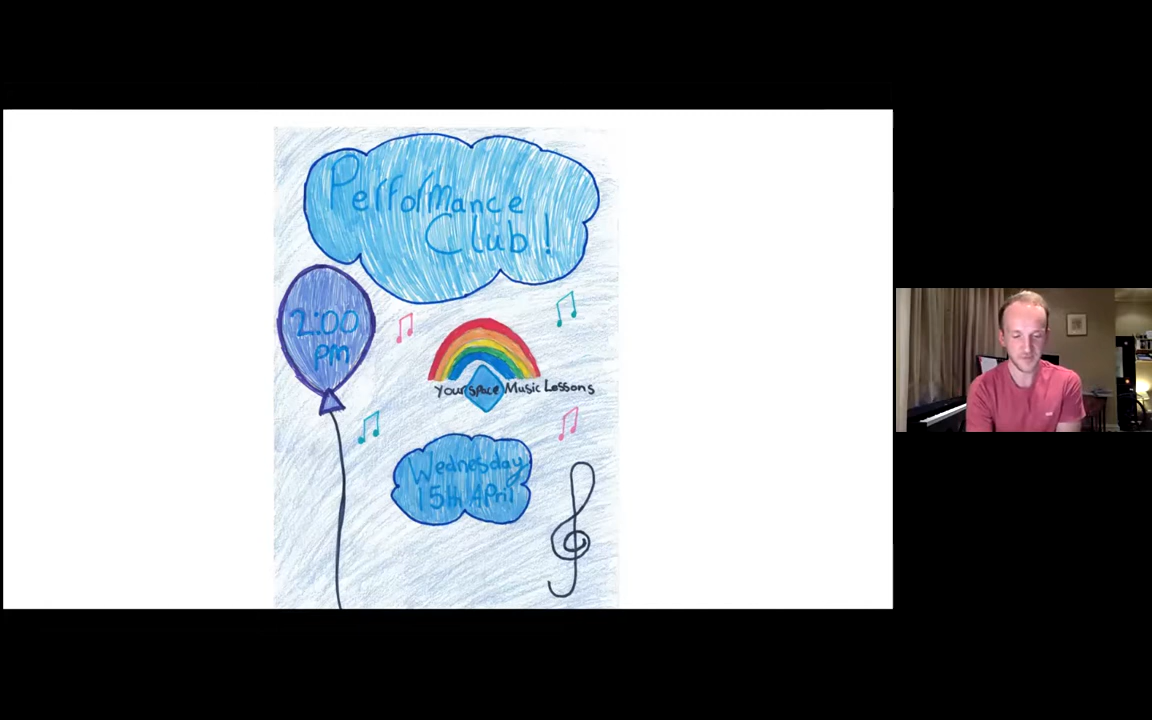 Performance
Club!
2:00
pm
Yourspace Music Lessons
Wednesday
15th April